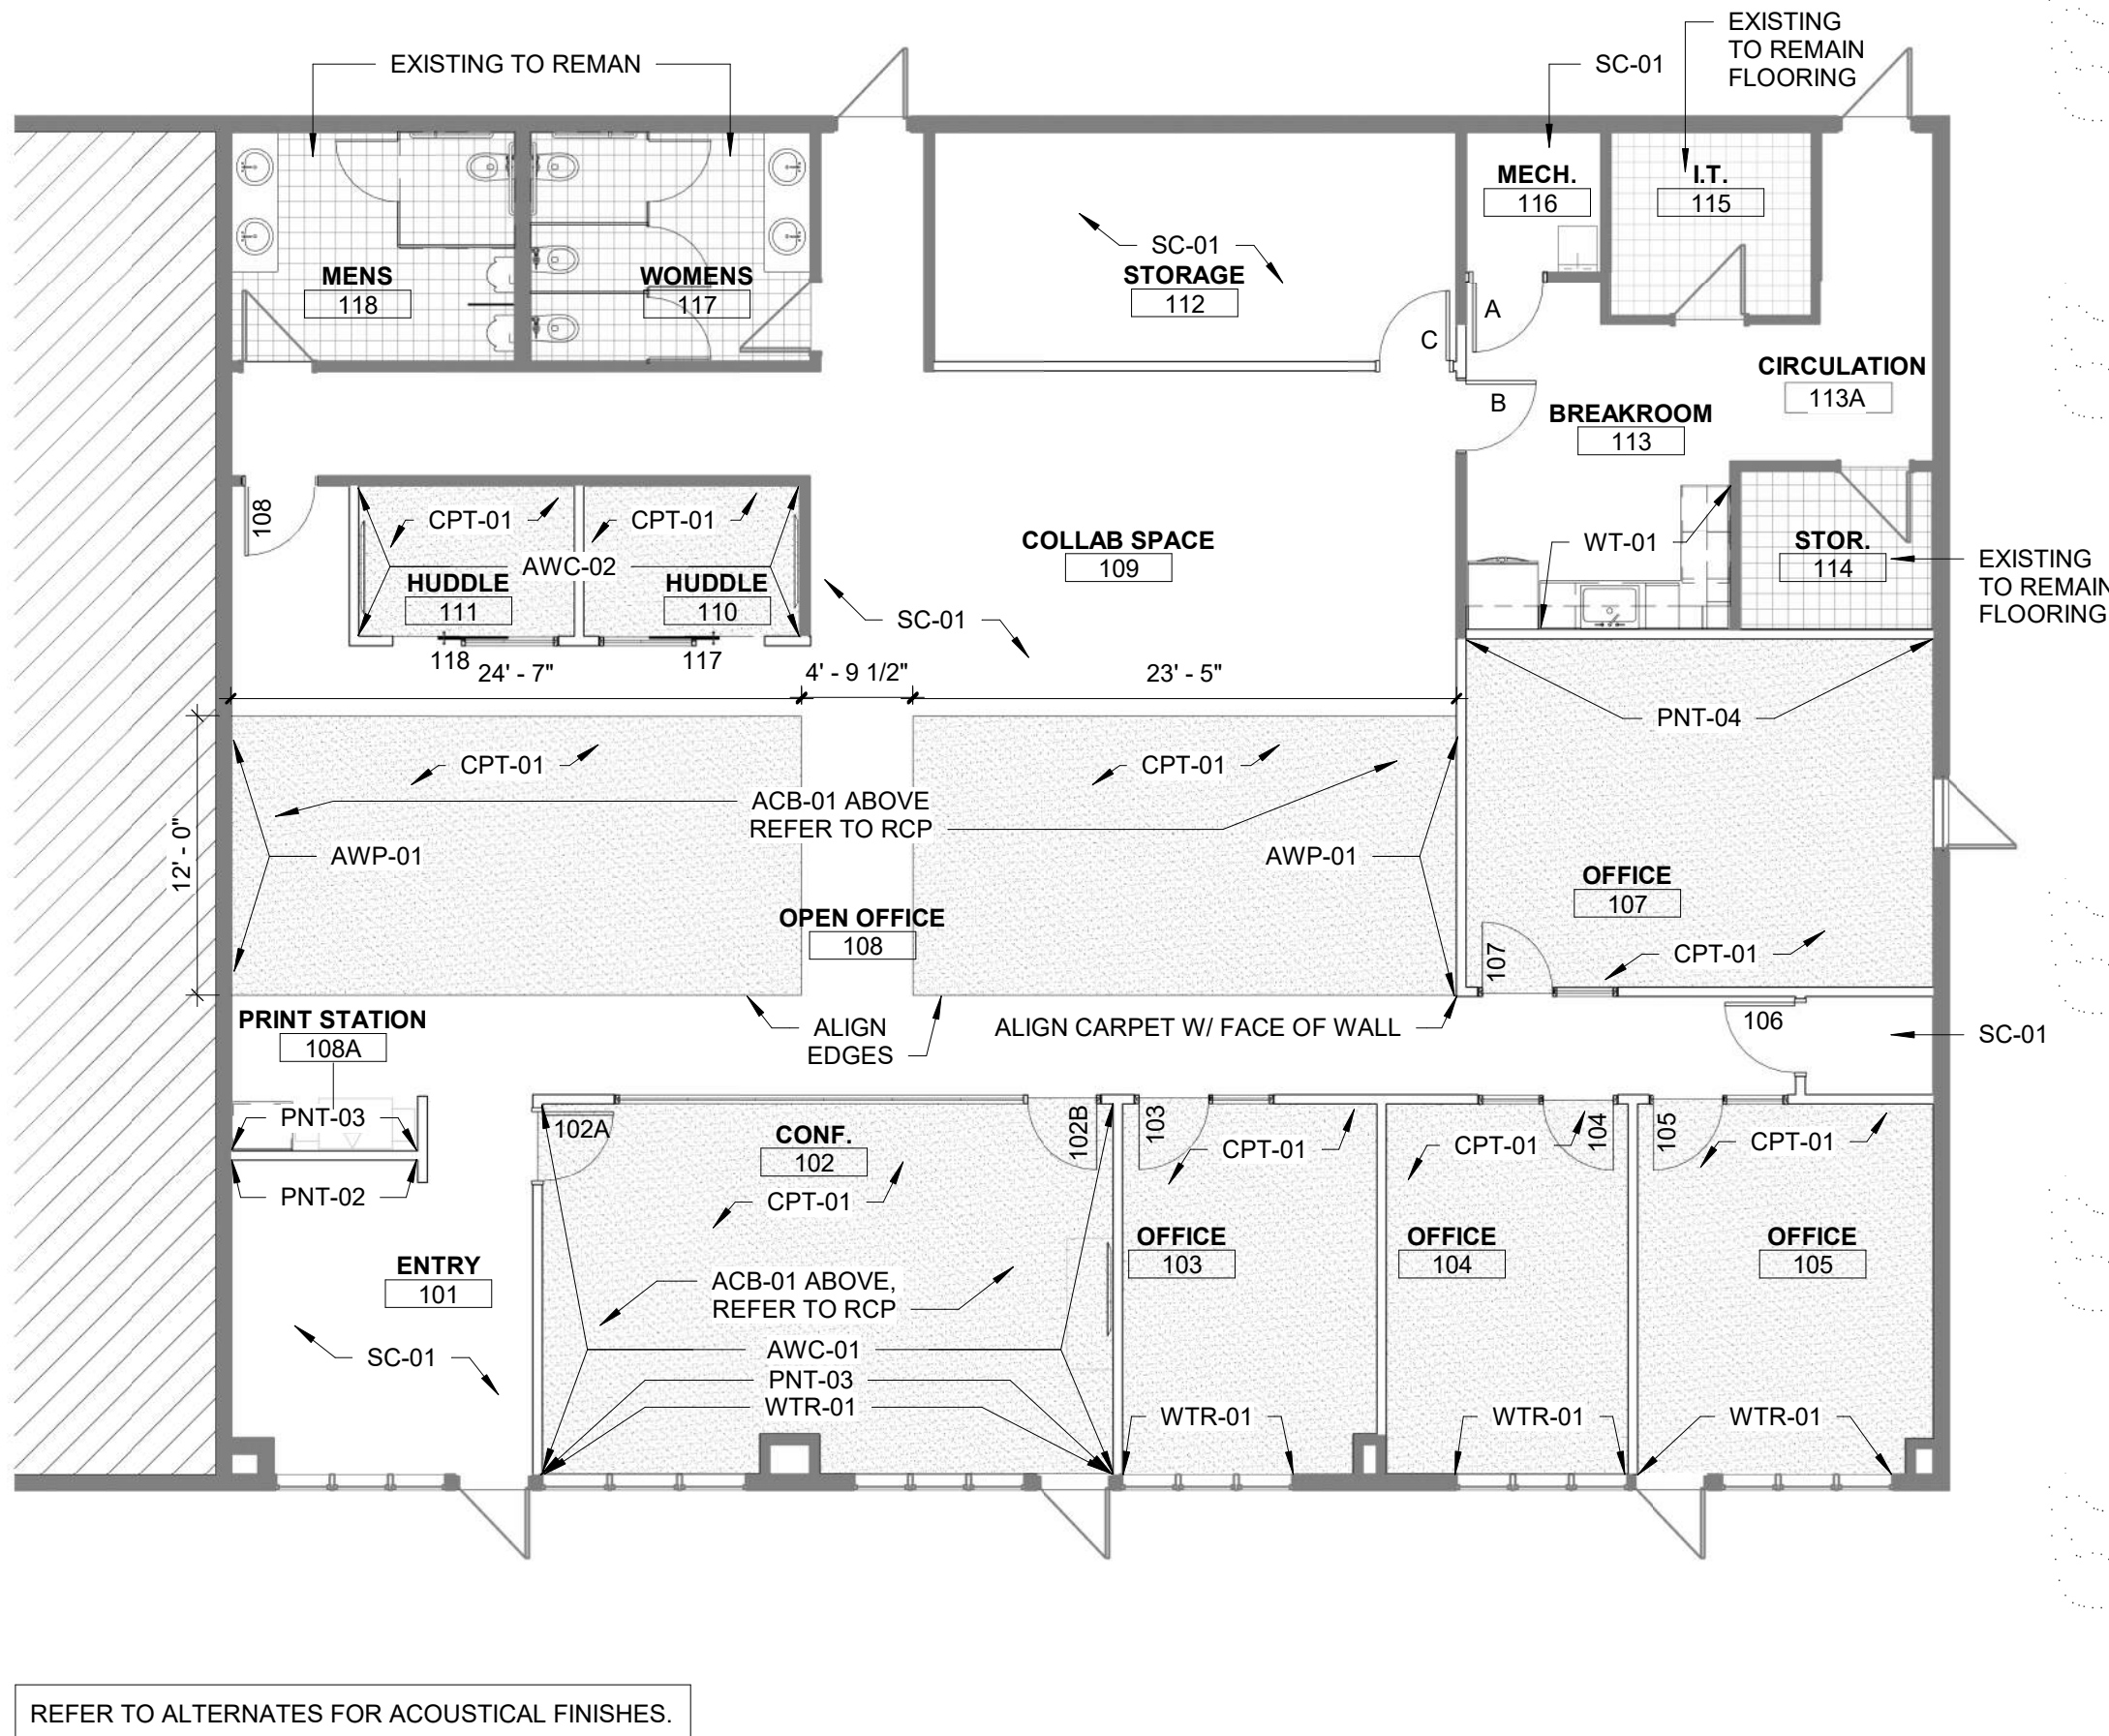 EXISTING TO REMAN
SC-01
EXISTING
TO REMAIN
FLOORING
MENS
118
WOMENS
117
SC-01
STORAGE
112
MECH.
116
I.T.
115
A
C
B
CIRCULATION
113A
BREAKROOM
113
108
CPT-01
CPT-01
AWC-02
HUDDLE
111
HUDDLE
110
118
117
COLLAB SPACE
109
SC-01
WT-01
STOR.
114
EXISTING
TO REMAIN
FLOORING
24' - 7"
4' - 9 1/2"
23' - 5"
12' - 0"
PNT-04
CPT-01
CPT-01
ACB-01 ABOVE
REFER TO RCP
AWP-01
AWP-01
OPEN OFFICE
108
OFFICE
107
107
CPT-01
PRINT STATION
108A
ALIGN
EDGES
ALIGN CARPET W/ FACE OF WALL
106
SC-01
PNT-03
PNT-02
102A
CONF.
102
102B
CPT-01
103
CPT-01
CPT-01
104
105
CPT-01
ENTRY
101
SC-01
ACB-01 ABOVE,
REFER TO RCP
AWC-01
PNT-03
WTR-01
OFFICE
103
OFFICE
104
OFFICE
105
WTR-01
WTR-01
WTR-01
REFER TO ALTERNATES FOR ACOUSTICAL FINISHES.